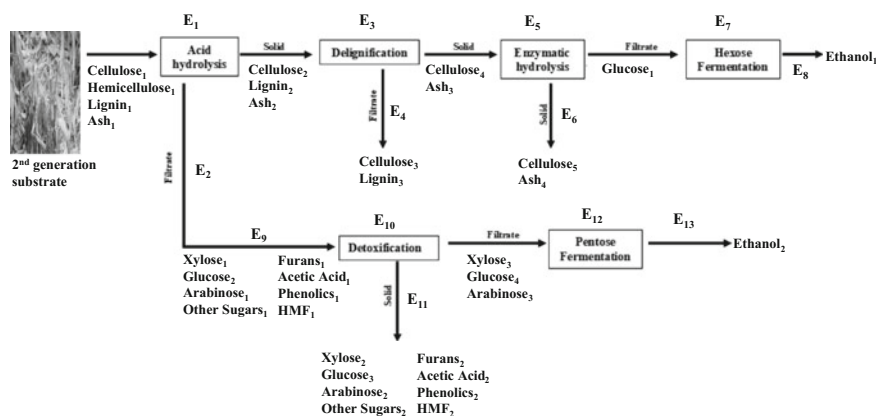 E₁
E₃
E₅
E₇
Acid
hydrolysis
Solid
Delignification
Solid
Enzymatic
hydrolysis
Filtrate
Hexose
Fermentation
E₈
Ethanol₁
Cellulose₁
Hemicellulose₁
Lignin₁
Ash₁
Cellulose₂
Lignin₂
Ash₂
Cellulose₄
Ash₃
Glucose₁
2nd generation
substrate
Filtrate
E₂
Filtrate
E₄
Solid
E₆
Cellulose₃
Lignin₃
Cellulose₅
Ash₄
E₉
E₁₀
Detoxification
Filtrate
E₁₂
Pentose
Fermentation
E₁₃
Ethanol₂
Xylose₁
Glucose₂
Arabinose₁
Other Sugars₁
Furans₁
Acetic Acid₁
Phenolics₁
HMF₁
Xylose₃
Glucose₄
Arabinose₃
Solid
E₁₁
Xylose₂
Glucose₃
Arabinose₂
Other Sugars₂
Furans₂
Acetic Acid₂
Phenolics₂
HMF₂